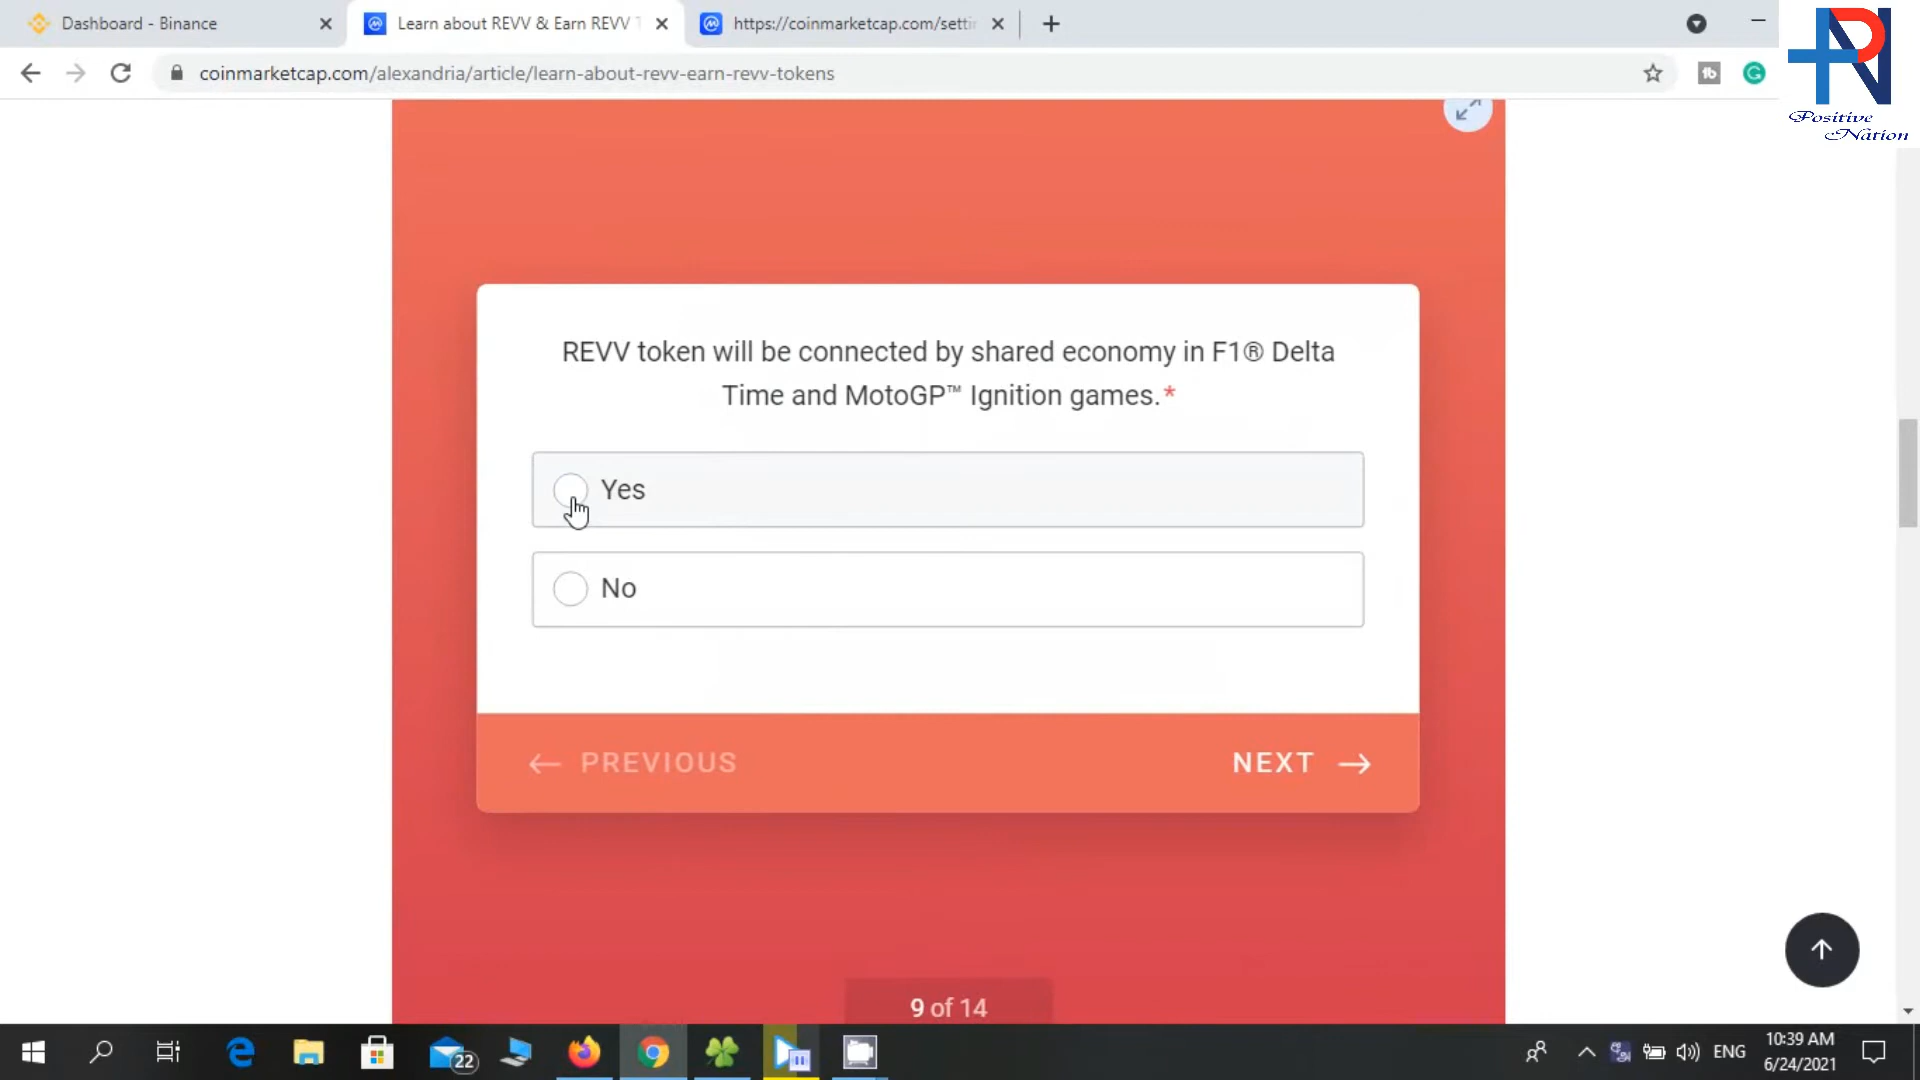 Dashboard - Binance
Learn about REVV & Earn REVV T
https://coinmarketcap.com/setti
coinmarketcap.com/alexandria/article/learn-about-revv-earn-revv-tokens
Positive
Nation
REVV token will be connected by shared economy in F1® Delta
Time and MotoGP™ Ignition games.*
Yes
No
PREVIOUS
NEXT
9 of 14
22
ENG
10:39 AM
6/24/2021